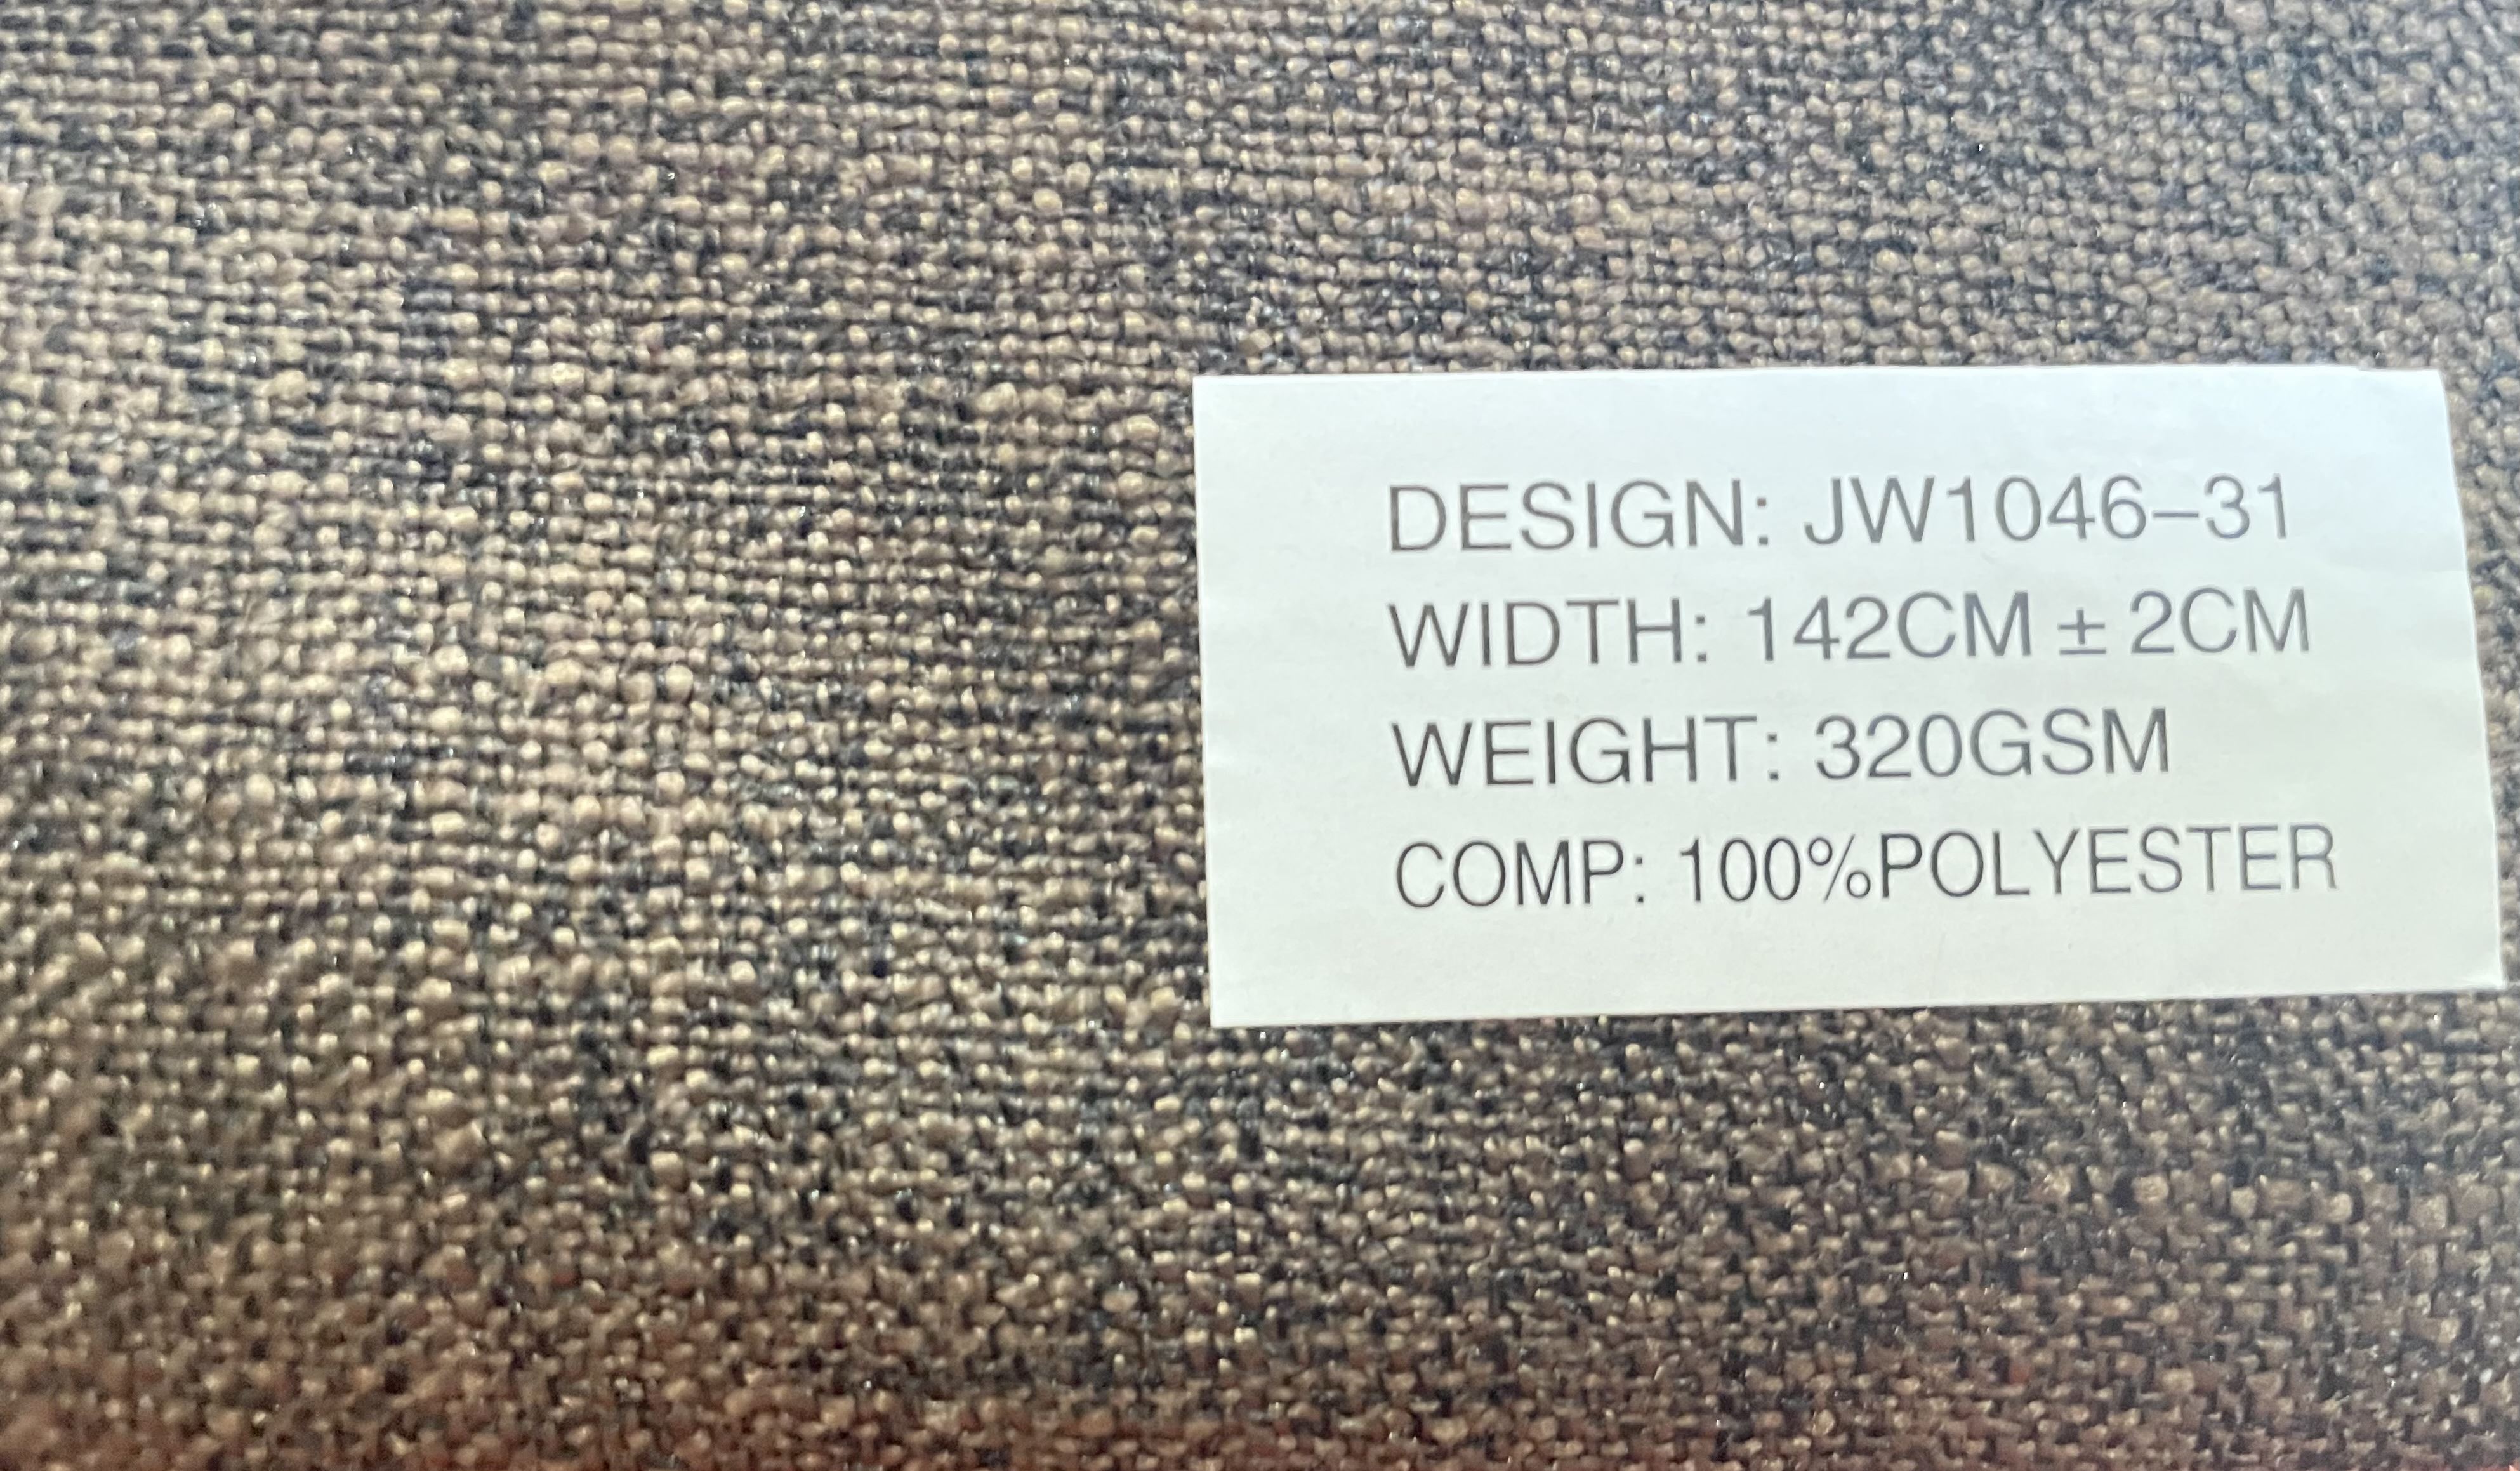 DESIGN: JW1046-31
WIDTH: 142CM ± 2CM
WEIGHT: 320GSM
COMP: 100%POLYESTER